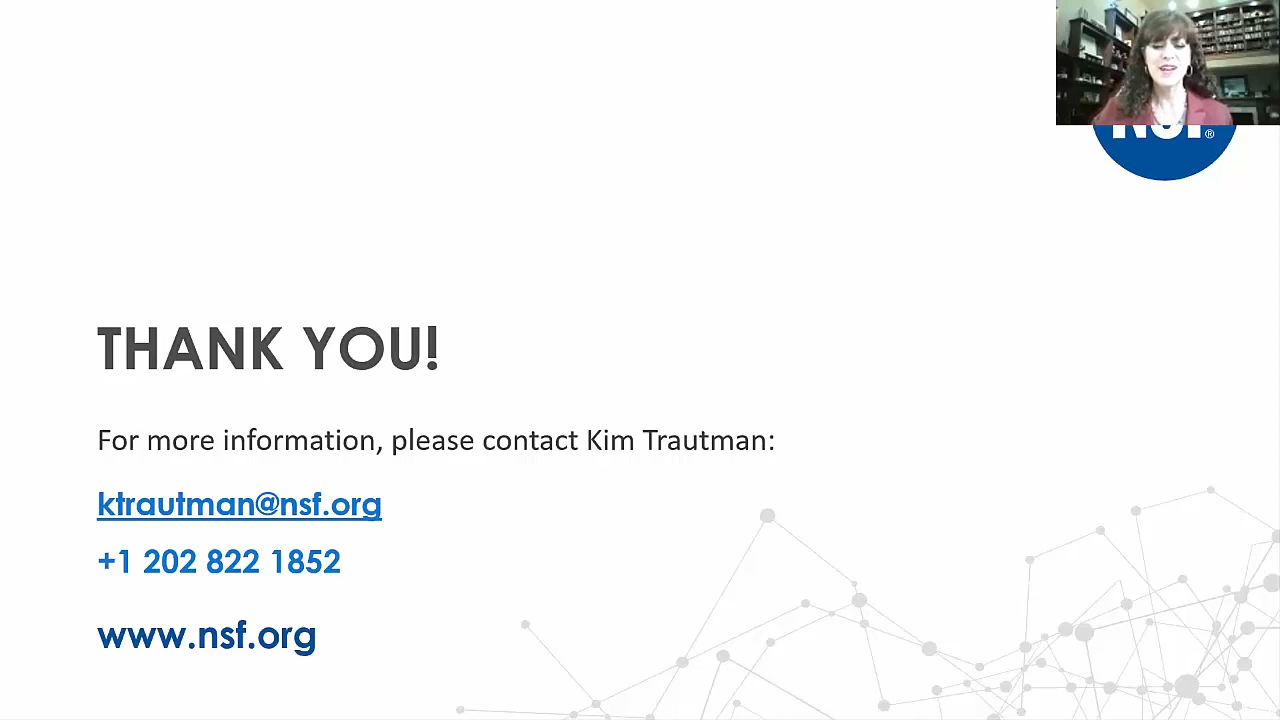 NSF®
THANK YOU!
For more information, please contact Kim Trautman:
ktrautman@nsf.org
+1 202 822 1852
www.nsf.org